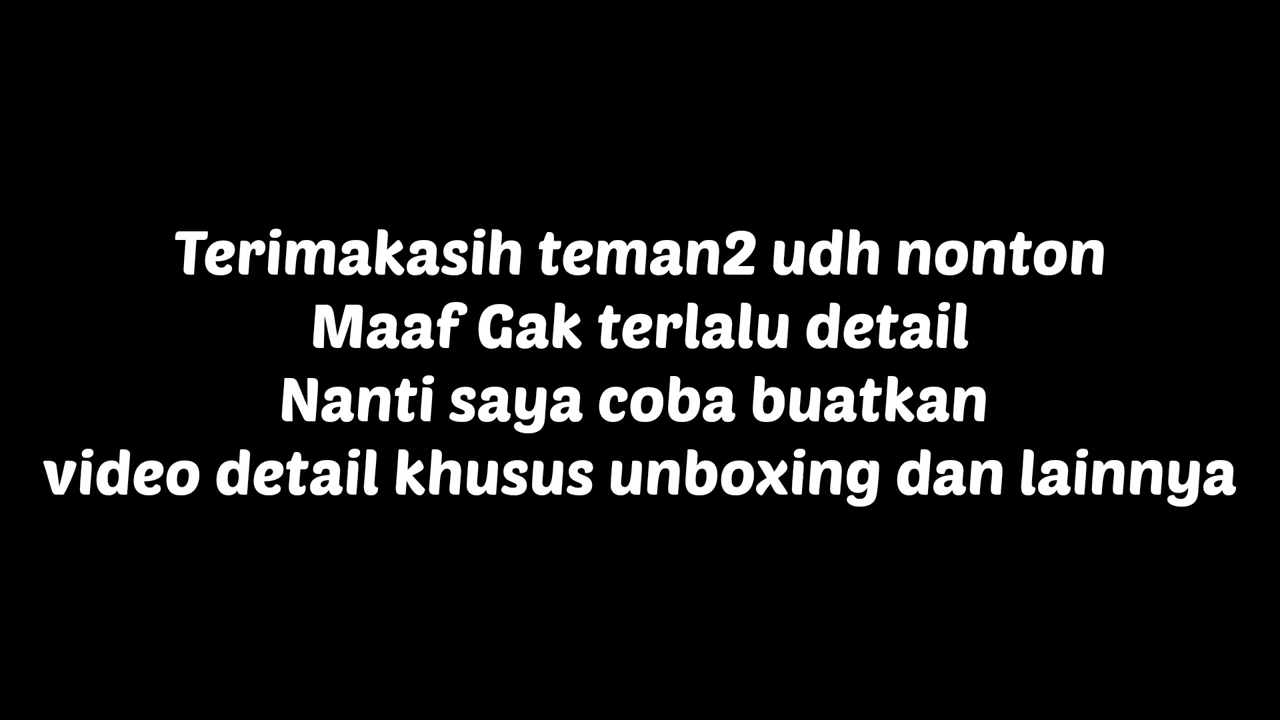 Terimakasih teman2 udh nonton
Maaf Gak terlalu detail
Nanti saya coba buatkan
video detail khusus unboxing dan lainnya